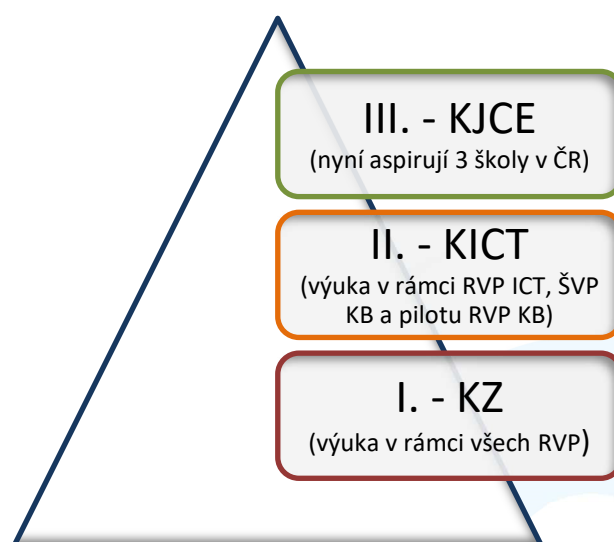 III. - KJCE
(nyní aspirují 3 školy v ČR)
II. - KICT
(výuka v rámci RVP ICT, ŠVP
KB a pilotu RVP KB)
I. - KZ
(výuka v rámci všech RVP)